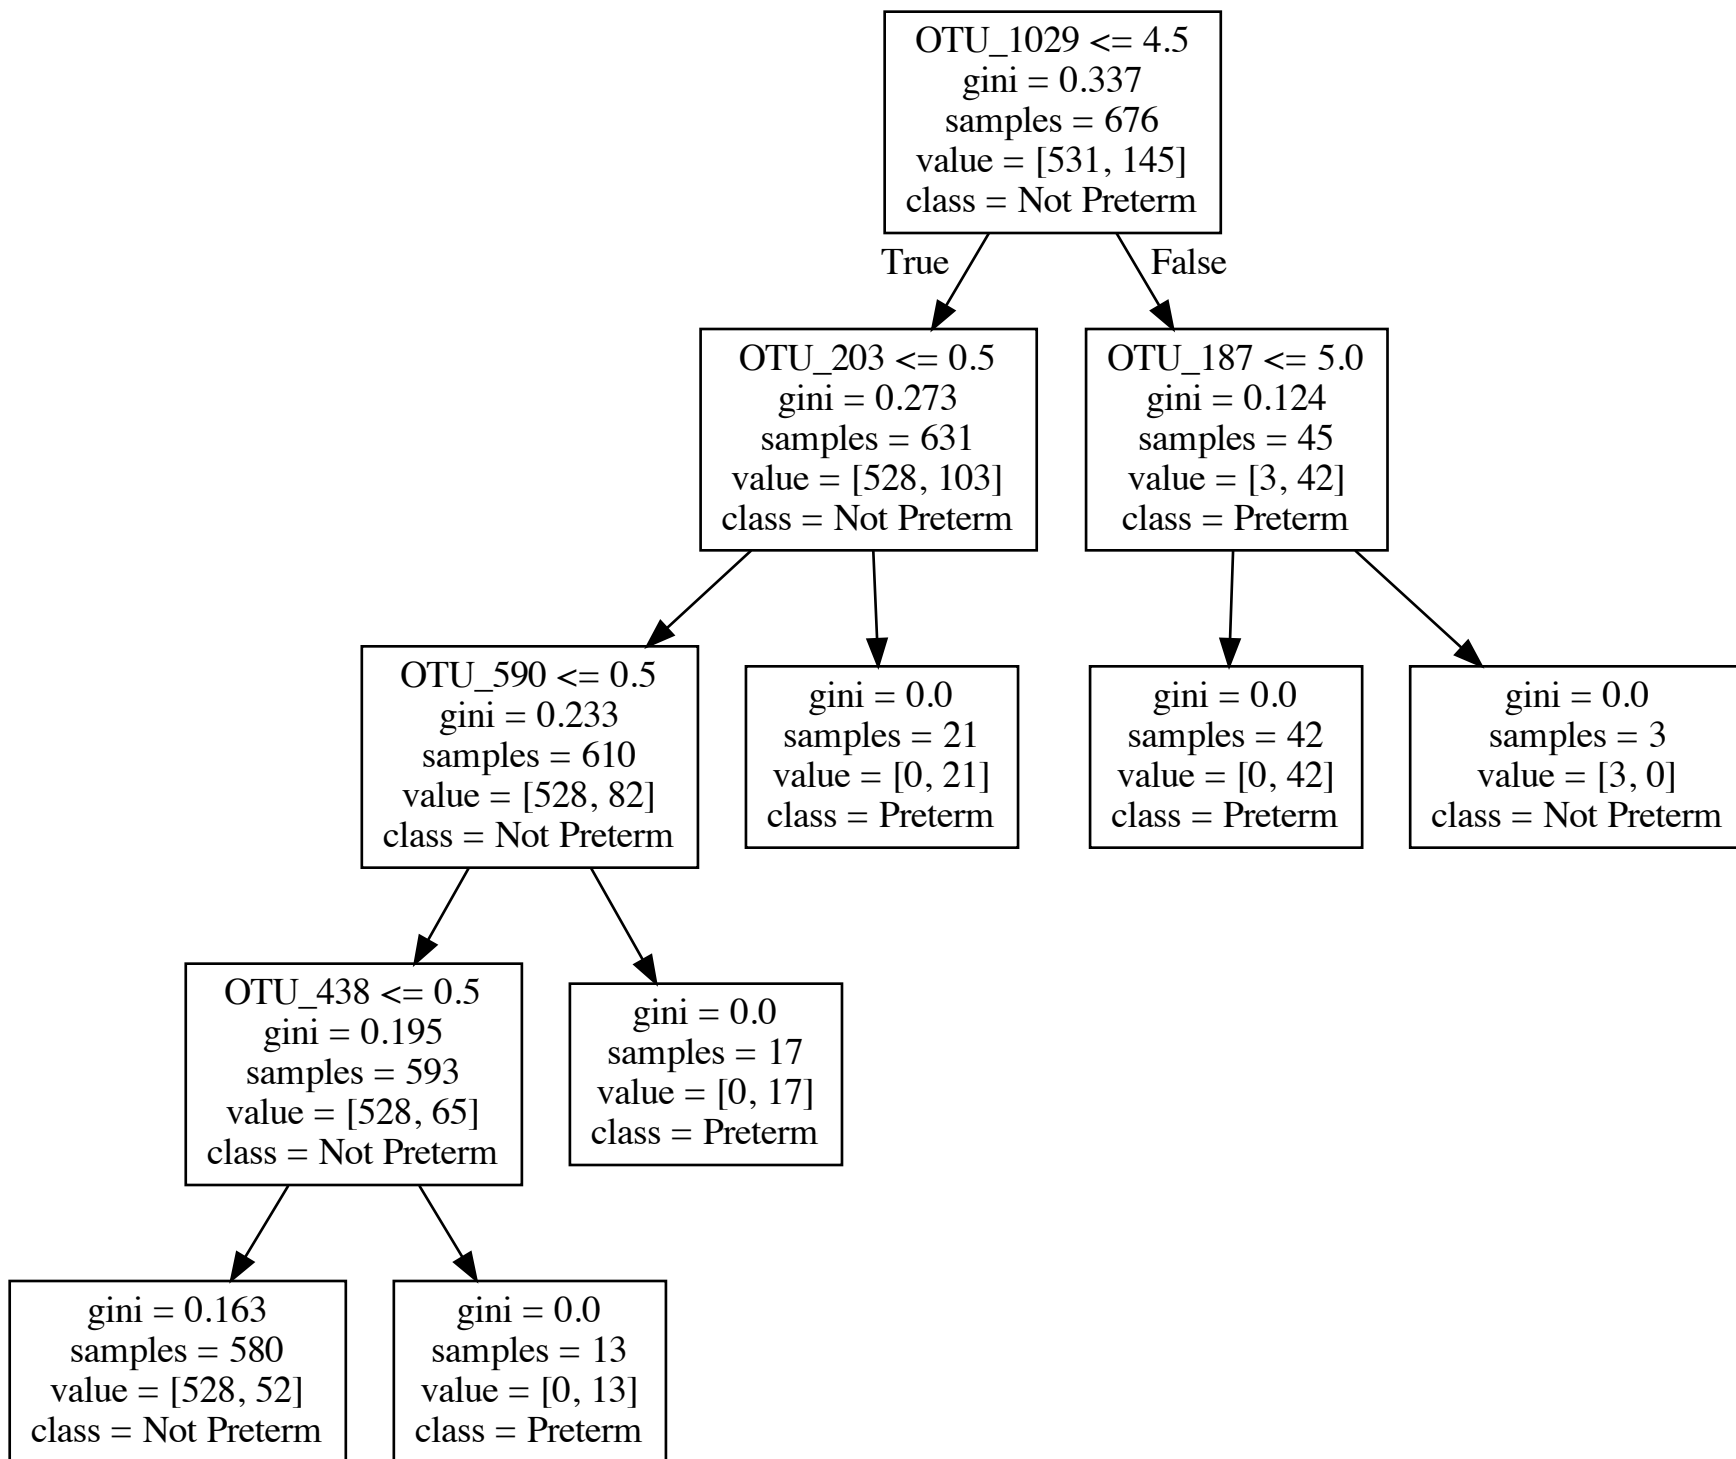 OTU_1029 <= 4.5
gini = 0.337
samples = 676
value = [531, 145]
class = Not Preterm
True
False
OTU_203 <= 0.5
gini = 0.273
samples = 631
value = [528, 103]
class = Not Preterm
OTU_187 <= 5.0
gini = 0.124
samples = 45
value = [3, 42]
class = Preterm
OTU_590 <= 0.5
gini = 0.233
samples = 610
value = [528, 82]
class = Not Preterm
gini = 0.0
samples = 21
value = [0, 21]
class = Preterm
gini = 0.0
samples = 42
value = [0, 42]
class = Preterm
gini = 0.0
samples = 3
value = [3, 0]
class = Not Preterm
OTU_438 <= 0.5
gini = 0.195
samples = 593
value = [528, 65]
class = Not Preterm
gini = 0.0
samples = 17
value = [0, 17]
class = Preterm
gini = 0.163
samples = 580
value = [528, 52]
class = Not Preterm
gini = 0.0
samples = 13
value = [0, 13]
class = Preterm